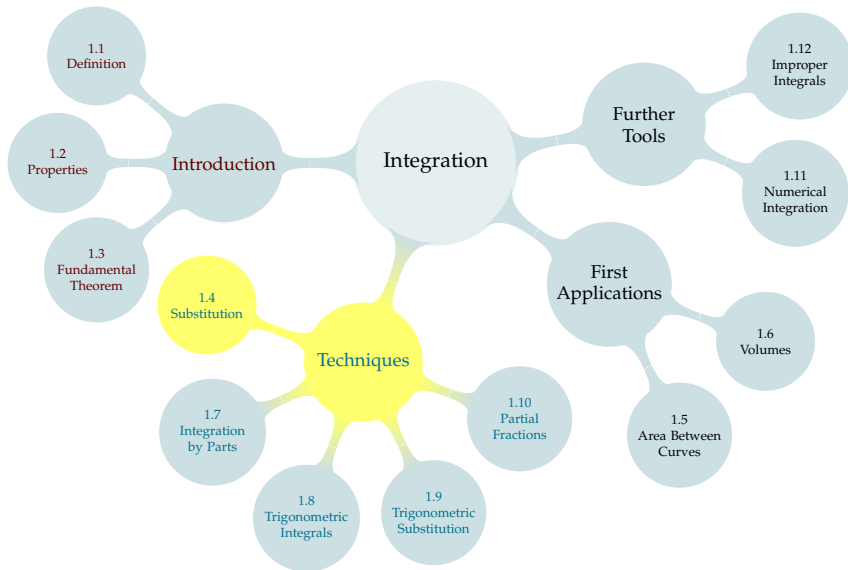 1.1
Definition
1.2
Properties
1.3
Fundamental
Theorem
Introduction
Integration
Further
Tools
1.12
Improper
Integrals
1.11
Numerical
Integration
First
Applications
1.6
Volumes
1.5
Area Between
Curves
Techniques
1.4
Substitution
1.7
Integration
by Parts
1.8
Trigonometric
Integrals
1.9
Trigonometric
Substitution
1.10
Partial
Fractions